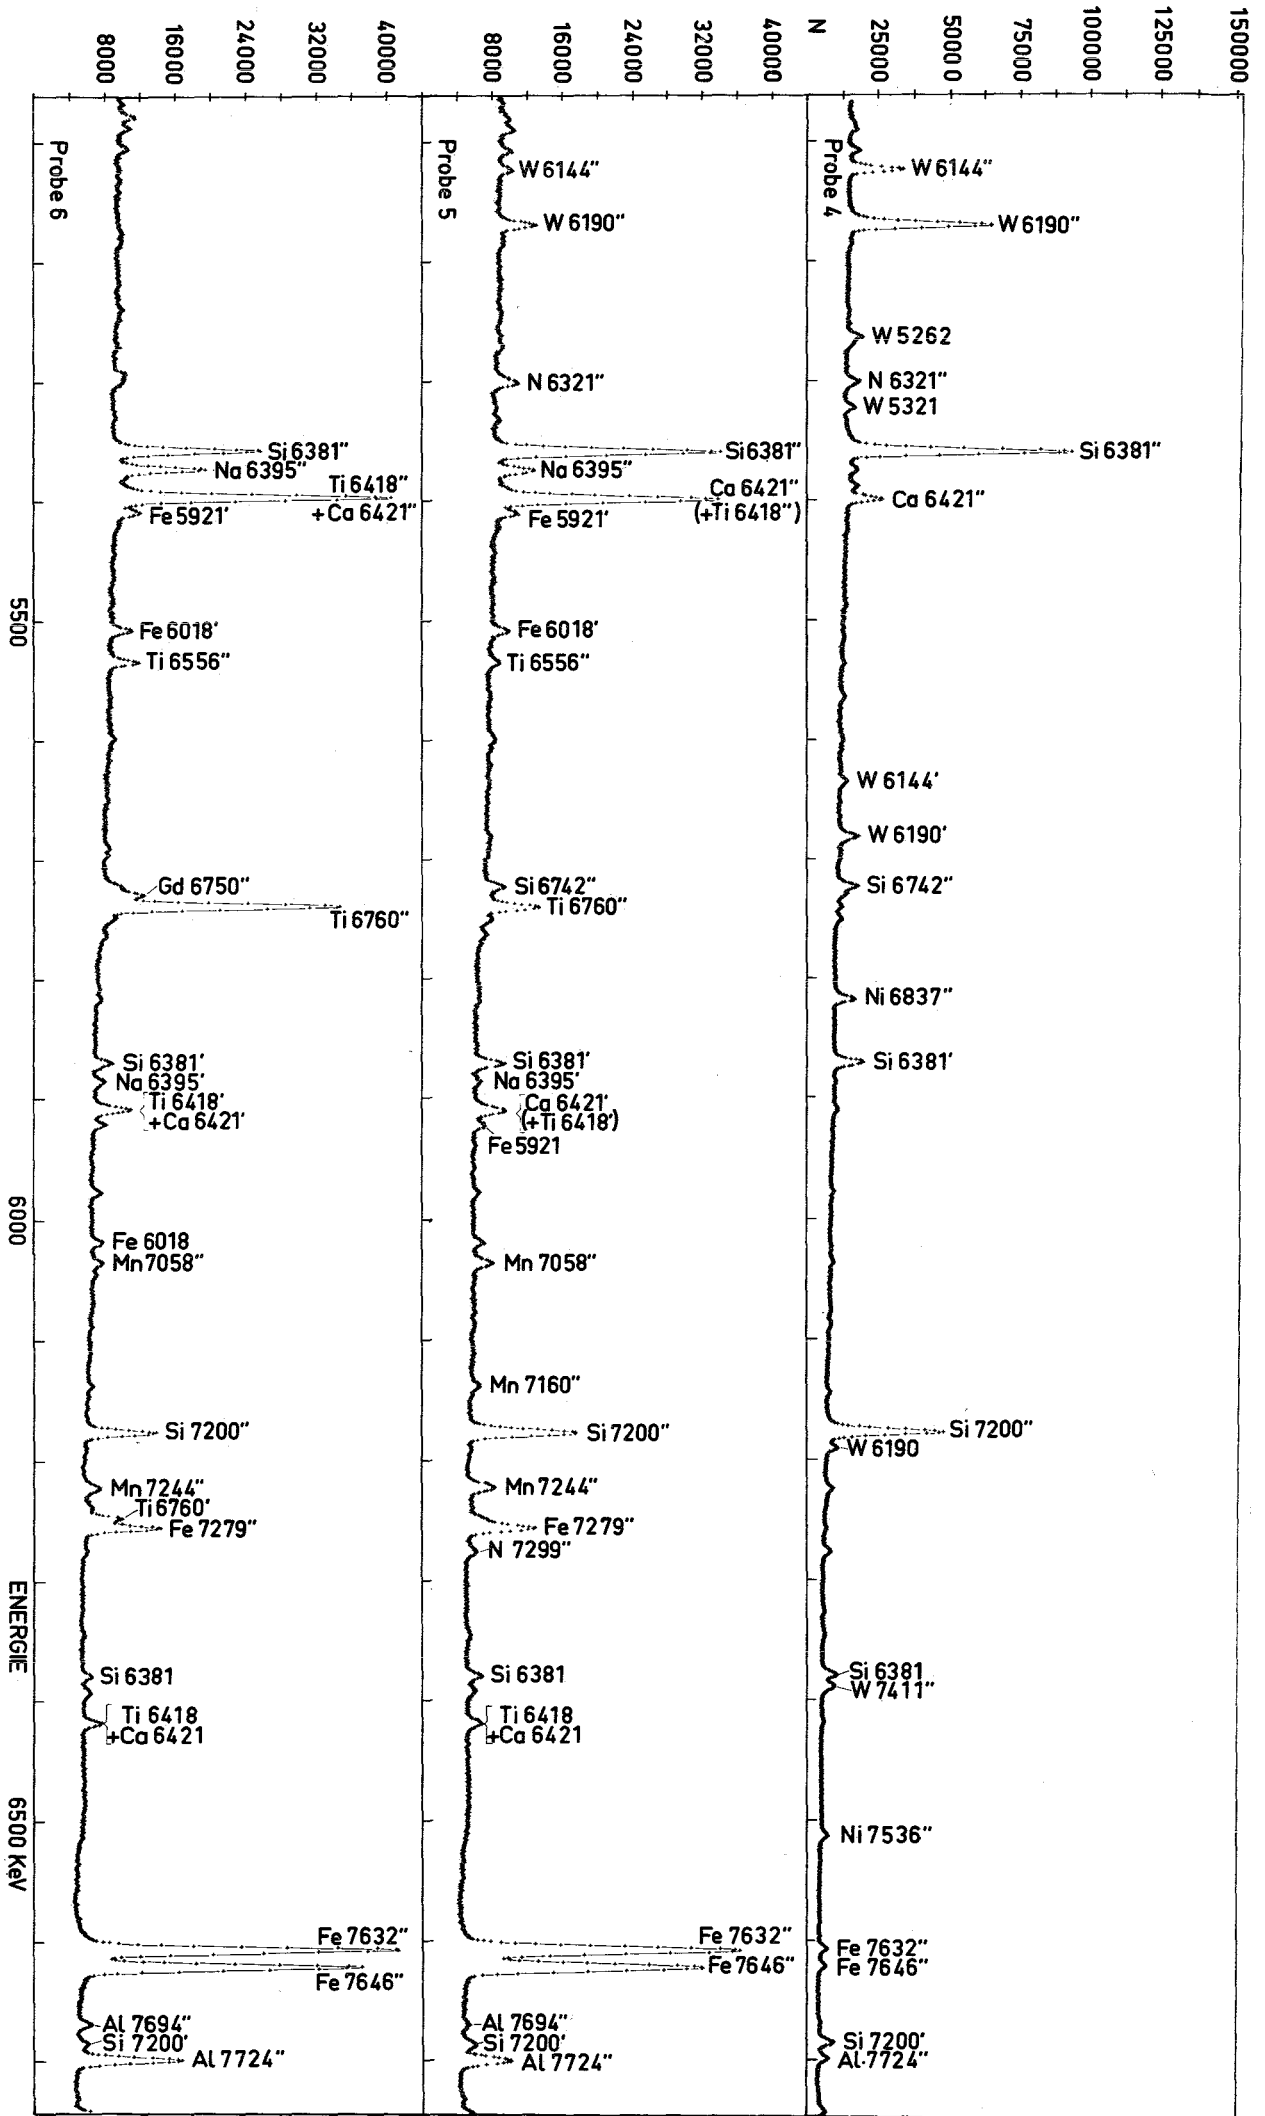 150000
125000
100000
75000
50000
25000
N
Probe 4
W 6144"
W 6190"
W 5262
N 6321"
W 5321
Si 6381"
Ca 6421"
W 6144'
W 6190'
Si 6742"
Ni 6837"
Si 6381'
Si 7200"
W 6190
Si 6381
W 7411"
Ni 7536"
Fe 7632"
Fe 7646"
Si 7200'
Al 7724"
40000
32000
24000
16000
8000
Probe 5
W 6144"
W 6190"
N 6321"
Si 6381"
Na 6395"
Ca 6421"
(+Ti 6418")
Fe 5921'
Fe 6018'
Ti 6556"
Si 6742"
Ti 6760"
Si 6381'
Na 6395'
Ca 6421'
(+Ti 6418')
Fe 5921
Mn 7058"
Mn 7160"
Si 7200"
Mn 7244"
Fe 7279"
N 7299"
Si 6381
Ti 6418
+Ca 6421
Fe 7632"
Fe 7646"
Al 7694"
Si 7200'
Al 7724"
40000
32000
24000
16000
8000
Probe 6
Si 6381"
Na 6395"
Ti 6418"
+Ca 6421"
Fe 5921'
Fe 6018'
Ti 6556"
Gd 6750"
Ti 6760"
Si 6381'
Na 6395'
Ti 6418'
+Ca 6421'
Fe 6018
Mn 7058"
Si 7200"
Mn 7244"
Ti 6760'
Fe 7279"
Si 6381
Ti 6418
+Ca 6421
Fe 7632"
Fe 7646"
Al 7694"
Si 7200'
Al 7724"
5500
6000
ENERGIE
6500 KeV